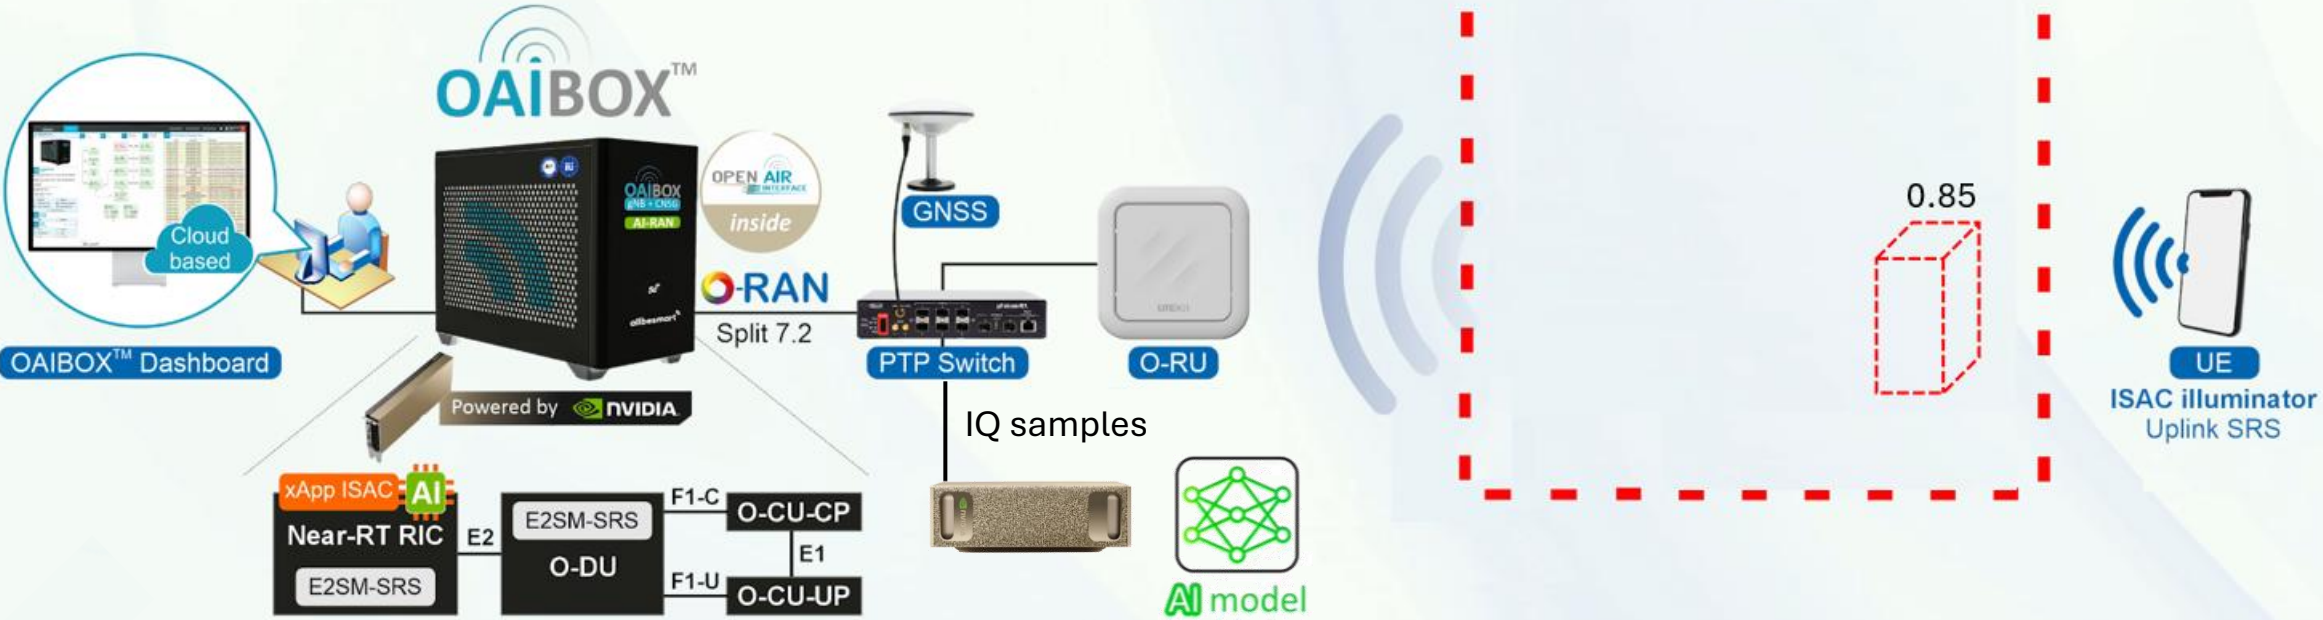 OAIBOX™
Cloud
based
OAIBOX™ Dashboard
OAIBOX
gNB + CN5G
AI-RAN
allbesmart
OPEN AIR
INTERFACE
inside
O-RAN
Split 7.2
GNSS
PTP Switch
O-RU
Powered by NVIDIA
IQ samples
xApp ISAC AI
Near-RT RIC
E2SM-SRS
E2
E2SM-SRS
O-DU
F1-C
F1-U
O-CU-CP
E1
O-CU-UP
AI model
0.85
UE
ISAC illuminator
Uplink SRS